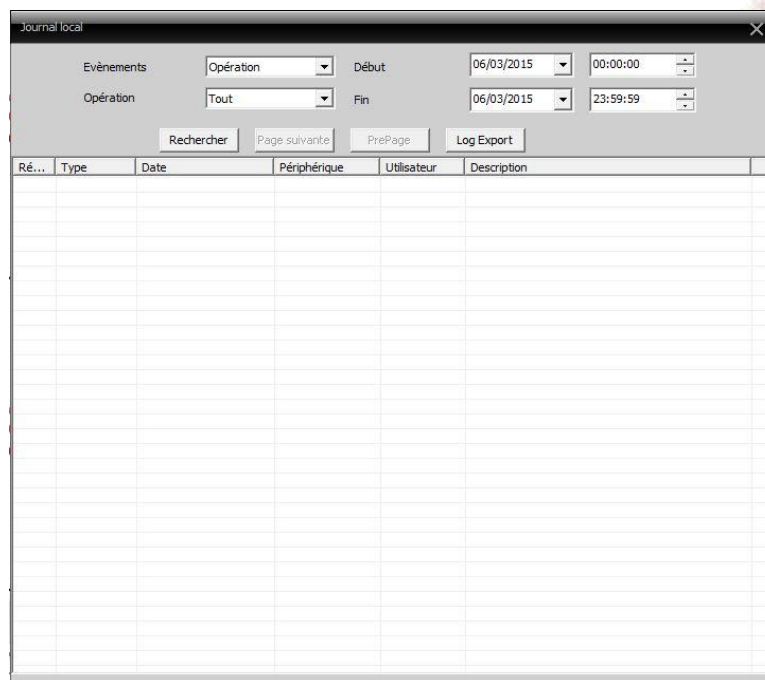 Journal local
Evènements Opération Début 06/03/2015 00:00:00
Opération Tout Fin 06/03/2015 23:59:59
Rechercher Page suivante PrePage Log Export
Ré... Type Date Périphérique Utilisateur Description